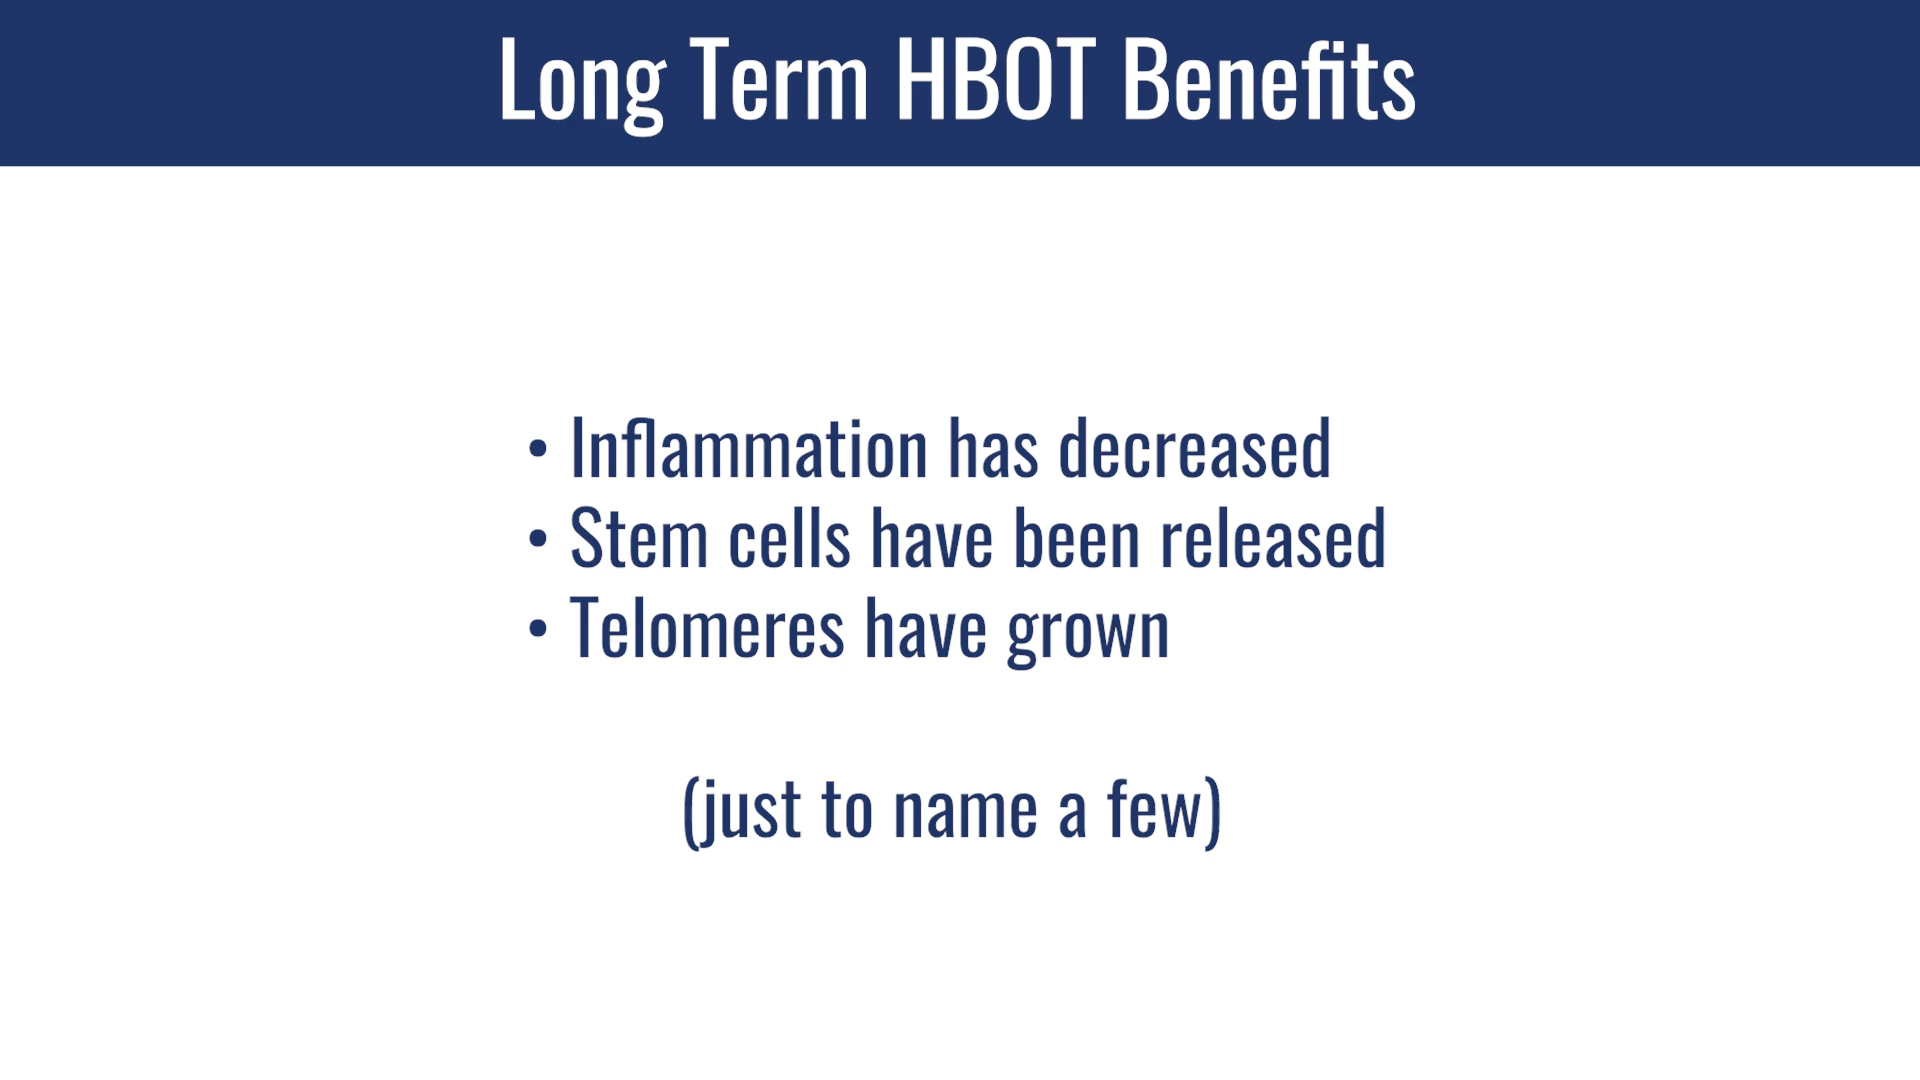 Long Term HBOT Benefits
• Inflammation has decreased
• Stem cells have been released
• Telomeres have grown
(just to name a few)